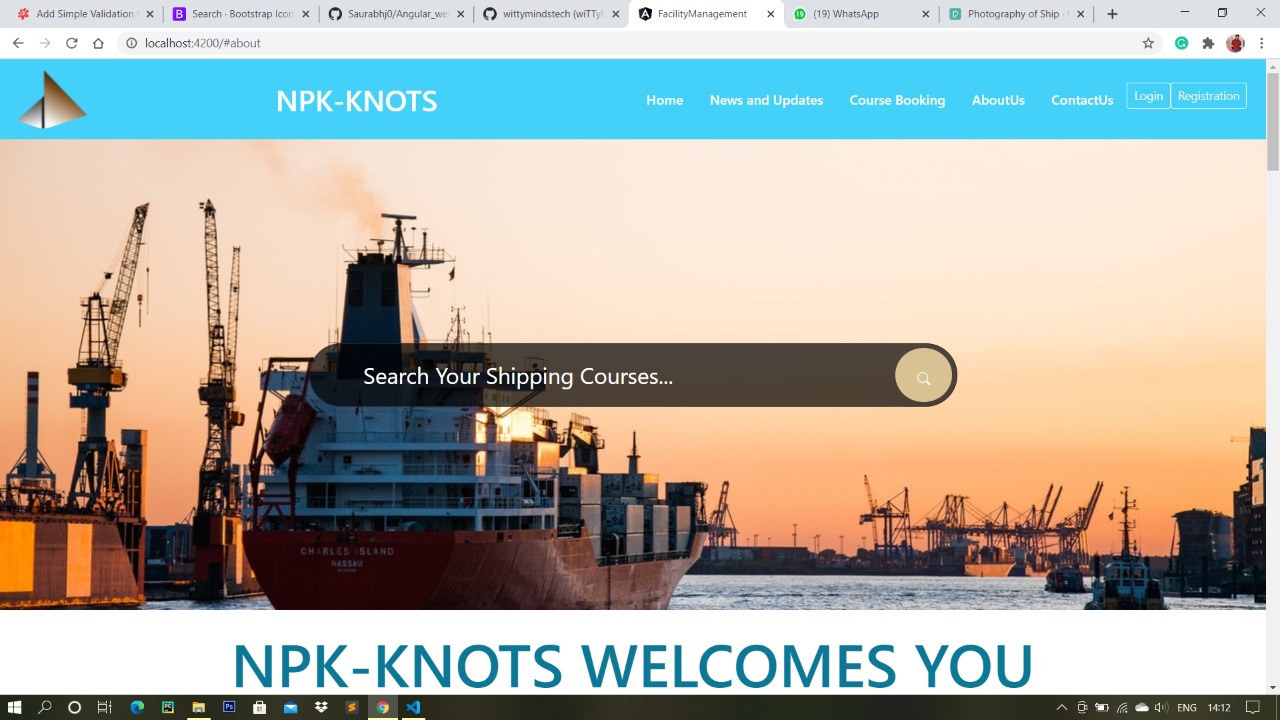 Add Simple Validation
Search · Bootstrap Icon
Saurabhj0/Angular_wel
wittymindstech (wiTTyM
FacilityManagement
(19) WhatsApp
Photography of Ship ·
localhost:4200/#about
NPK-KNOTS
Home
News and Updates
Course Booking
AboutUs
ContactUs
Login
Registration
Search Your Shipping Courses...
CHARLES ISLAND
NASSAU
NPK-KNOTS WELCOMES YOU
ENG
14:12